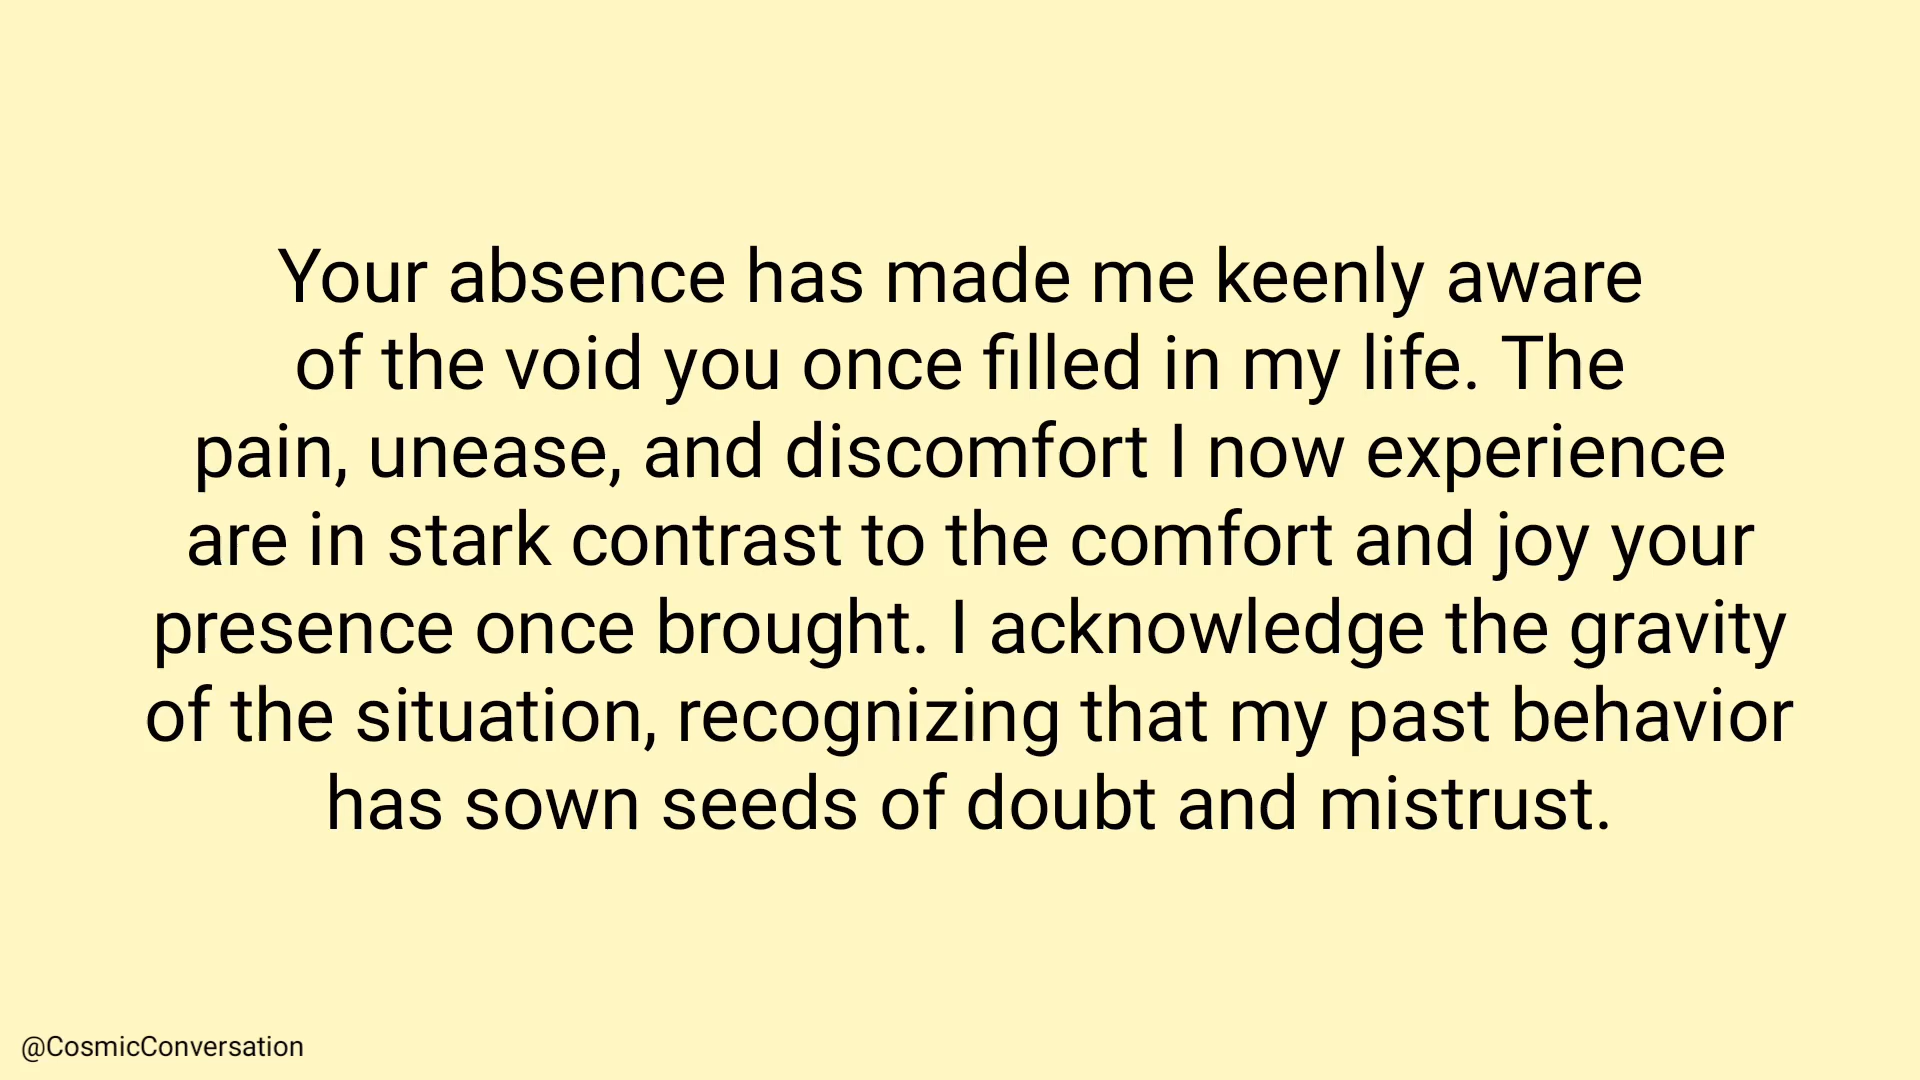 Your absence has made me keenly aware
of the void you once filled in my life. The
pain, unease, and discomfort I now experience
are in stark contrast to the comfort and joy your
presence once brought. I acknowledge the gravity
of the situation, recognizing that my past behavior
has sown seeds of doubt and mistrust.
@CosmicConversation